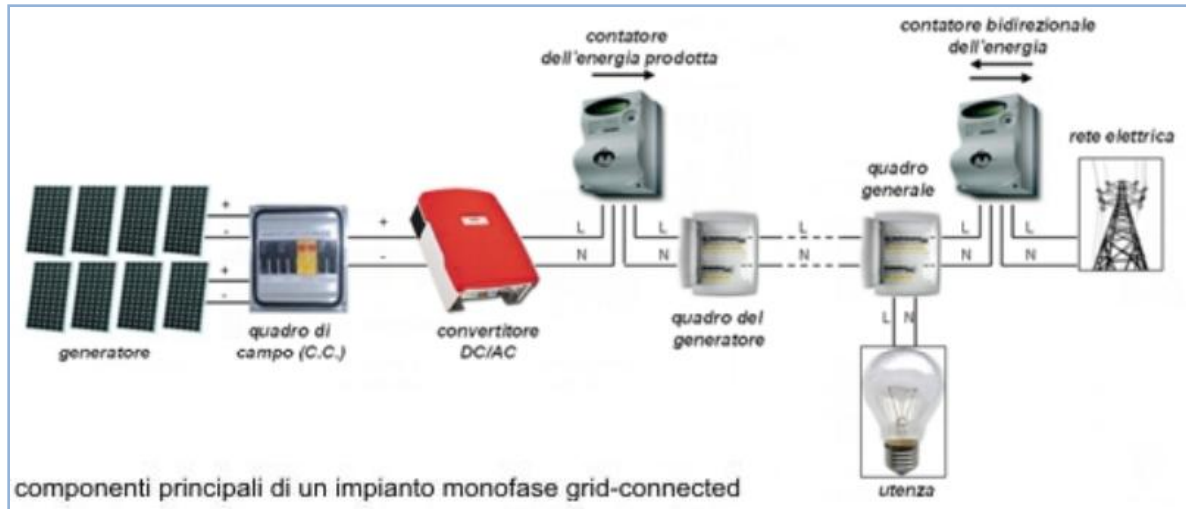 contatore
dell'energia prodotta
contatore bidirezionale
dell'energia
rete elettrica
quadro
generale
+
-
+
-
+
-
L
N
L
N
L
N
L
N
L
N
L N
generatore
quadro di
campo (C.C.)
convertitore
DC/AC
quadro del
generatore
utenza
componenti principali di un impianto monofase grid-connected